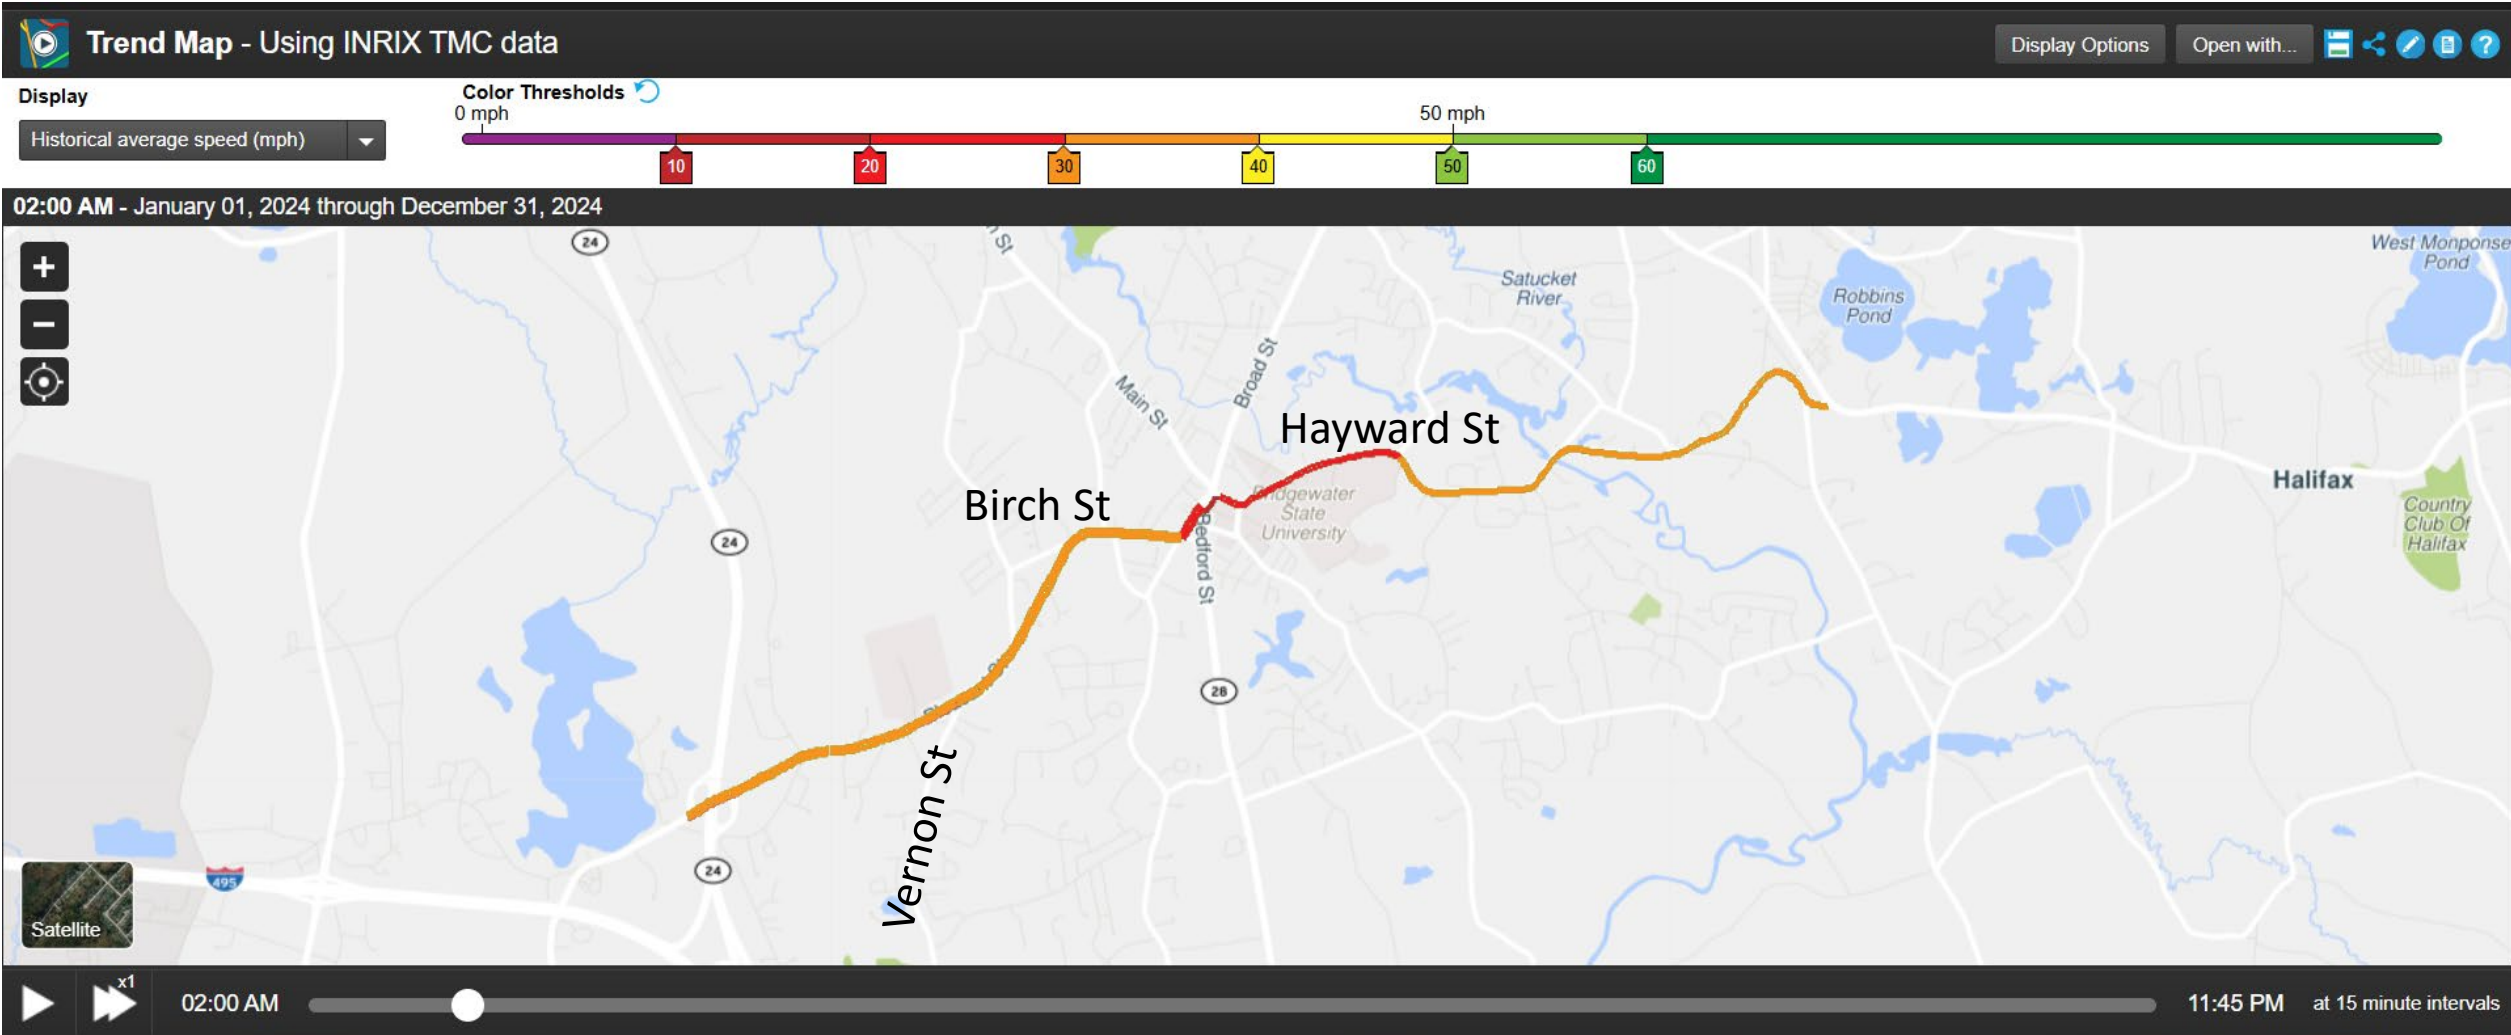 Trend Map - Using INRIX TMC data
Display Options
Open with...
?
Display
Color Thresholds
0 mph
50 mph
Historical average speed (mph)
10
20
30
40
50
60
02:00 AM - January 01, 2024 through December 31, 2024
+
−
24
St
West Monponse
Pond
Satucket
River
Robbins
Pond
Broad St
Main St
Hayward St
Birch St
Halifax
Bridgewater
State
University
Bedford St
Country
Club Of
Halifax
24
28
Vernon St
24
495
Satellite
x1
02:00 AM
11:45 PM
at 15 minute intervals